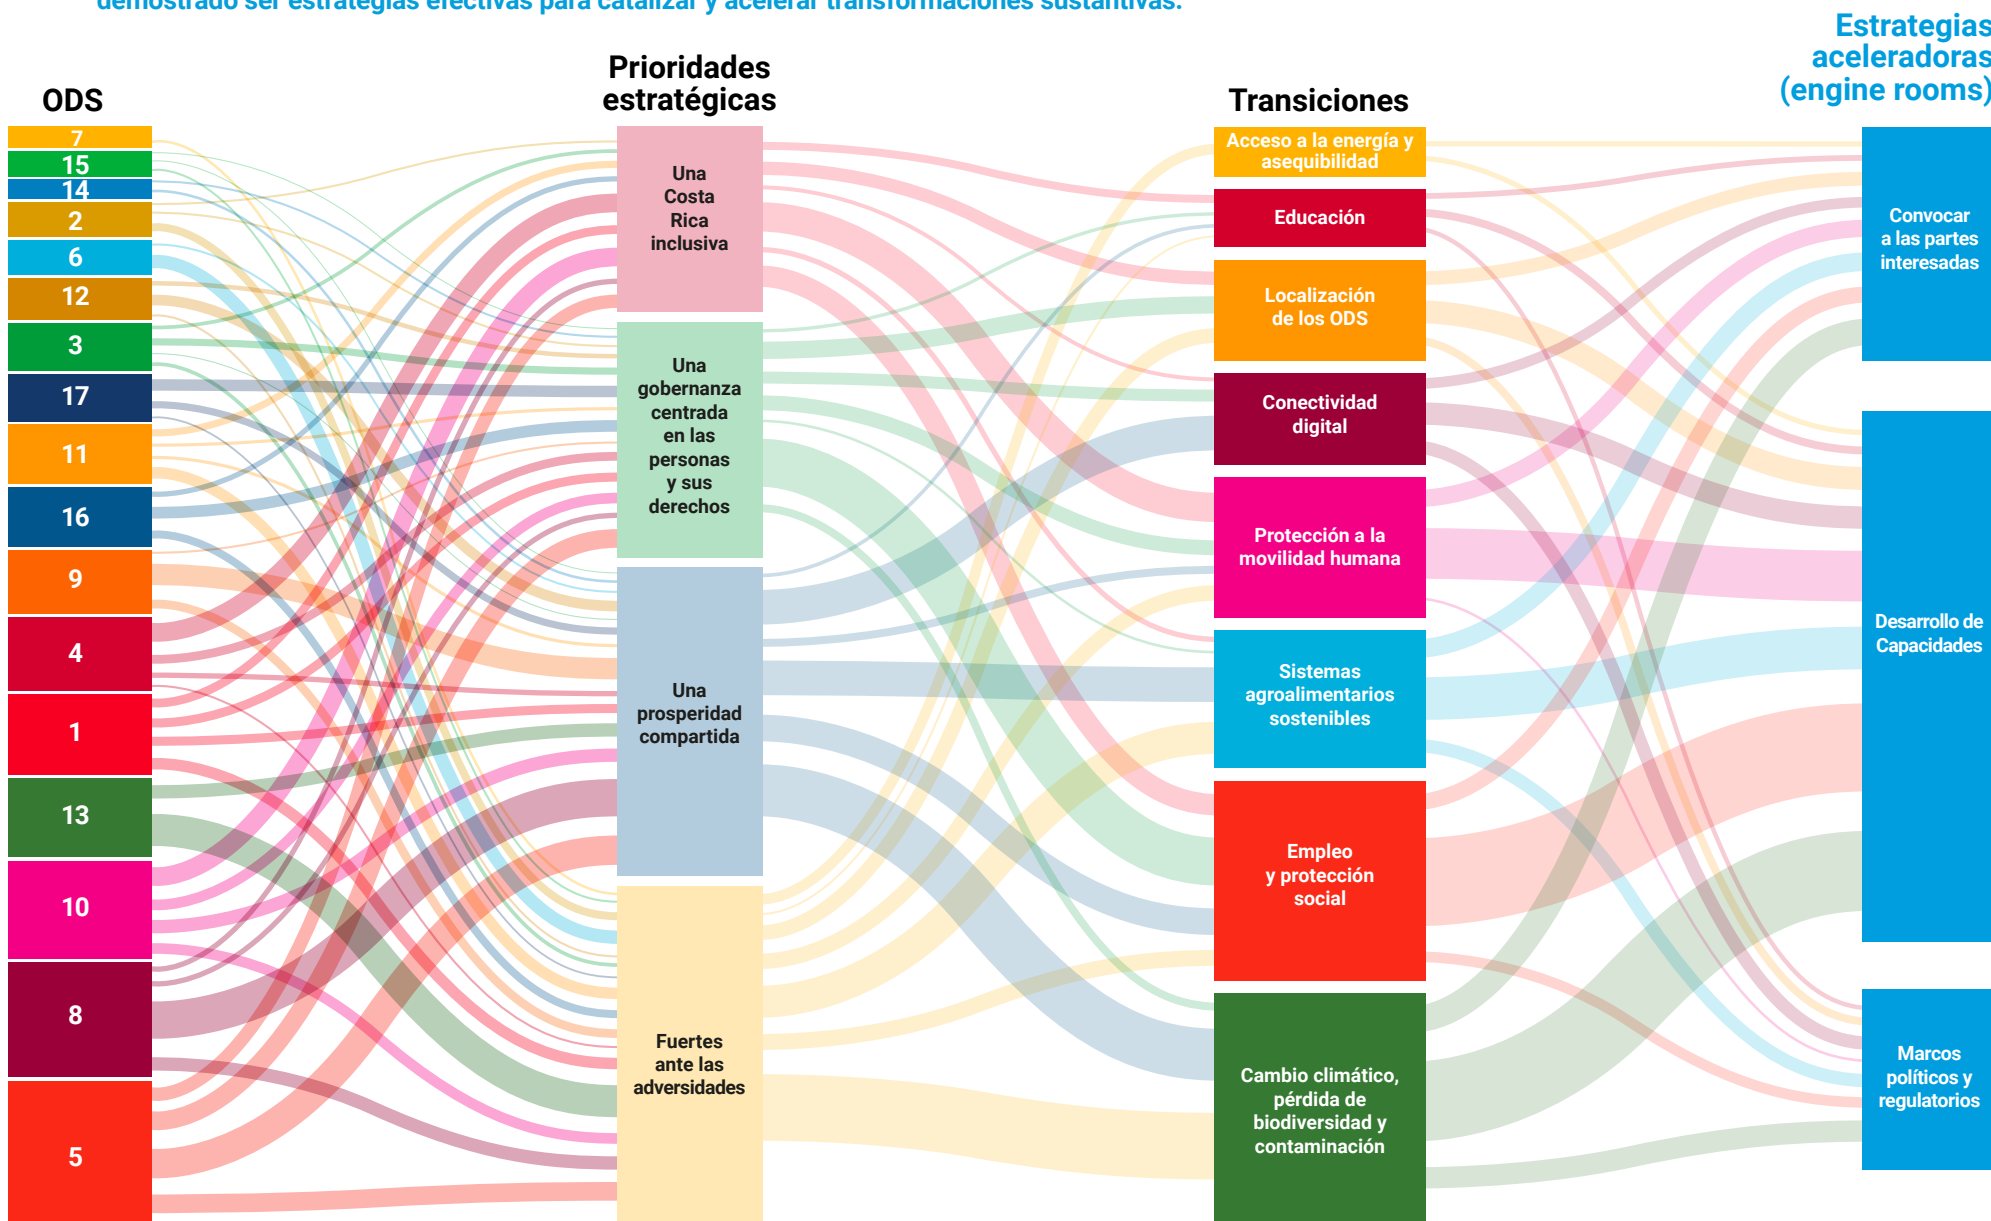 demostrado ser estrategias efectivas para catalizar y acelerar transformaciones sustantivas.
ODS
7
15
14
2
6
12
3
17
11
16
9
4
1
13
10
8
5
Prioridades
estratégicas
Una
Costa
Rica
inclusiva
Una
gobernanza
centrada
en las
personas
y sus
derechos
Una
prosperidad
compartida
Fuertes
ante las
adversidades
Transiciones
Acceso a la energía y
asequibilidad
Educación
Localización
de los ODS
Conectividad
digital
Protección a la
movilidad humana
Sistemas
agroalimentarios
sostenibles
Empleo
y protección
social
Cambio climático,
pérdida de
biodiversidad y
contaminación
Estrategias
aceleradoras
(engine rooms)
Convocar
a las partes
interesadas
Desarrollo de
Capacidades
Marcos
políticos y
regulatorios